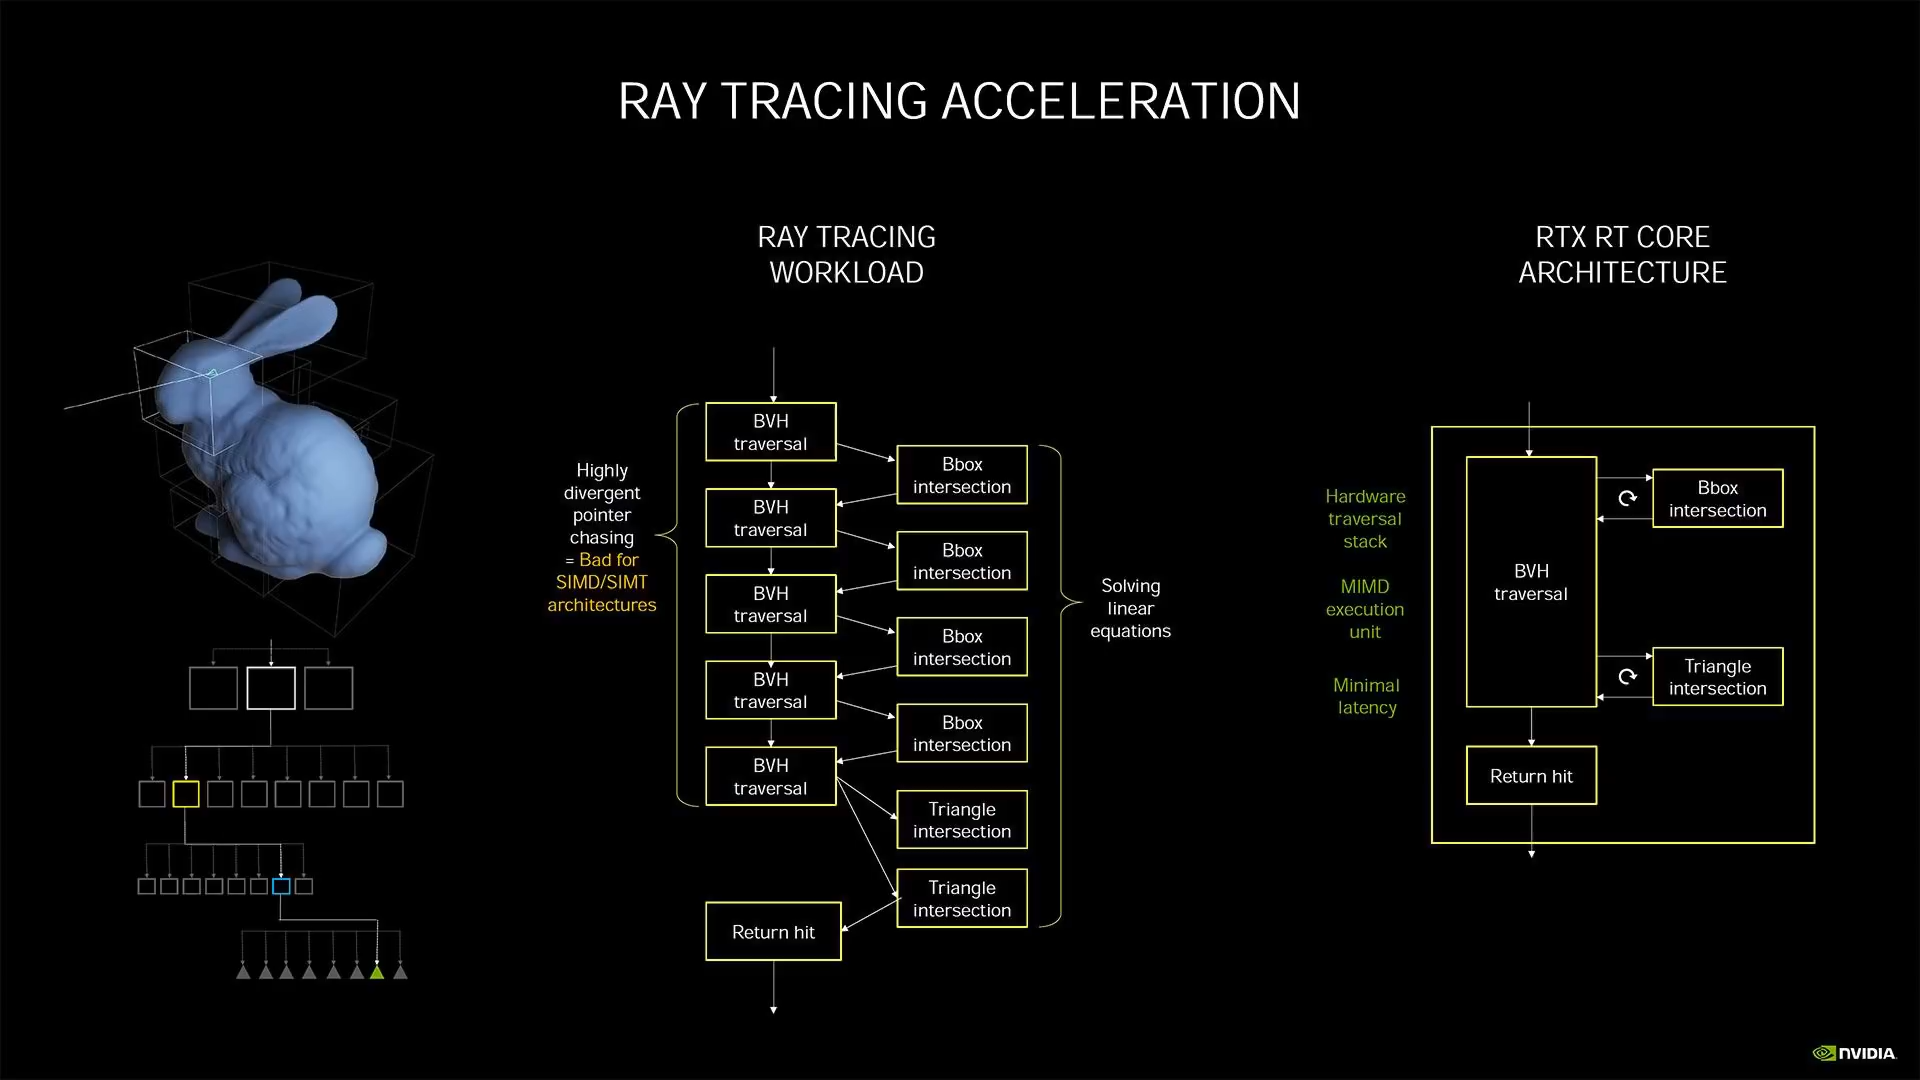 RAY TRACING ACCELERATION
RAY TRACING
WORKLOAD
BVH
traversal
Bbox
intersection
BVH
traversal
Bbox
intersection
BVH
traversal
Bbox
intersection
BVH
traversal
Bbox
intersection
BVH
traversal
Triangle
intersection
Triangle
intersection
Return hit
Highly
divergent
pointer
chasing
= Bad for
SIMD/SIMT
architectures
Solving
linear
equations
RTX RT CORE
ARCHITECTURE
Hardware
traversal
stack
MIMD
execution
unit
Minimal
latency
BVH
traversal
Bbox
intersection
Triangle
intersection
Return hit
NVIDIA